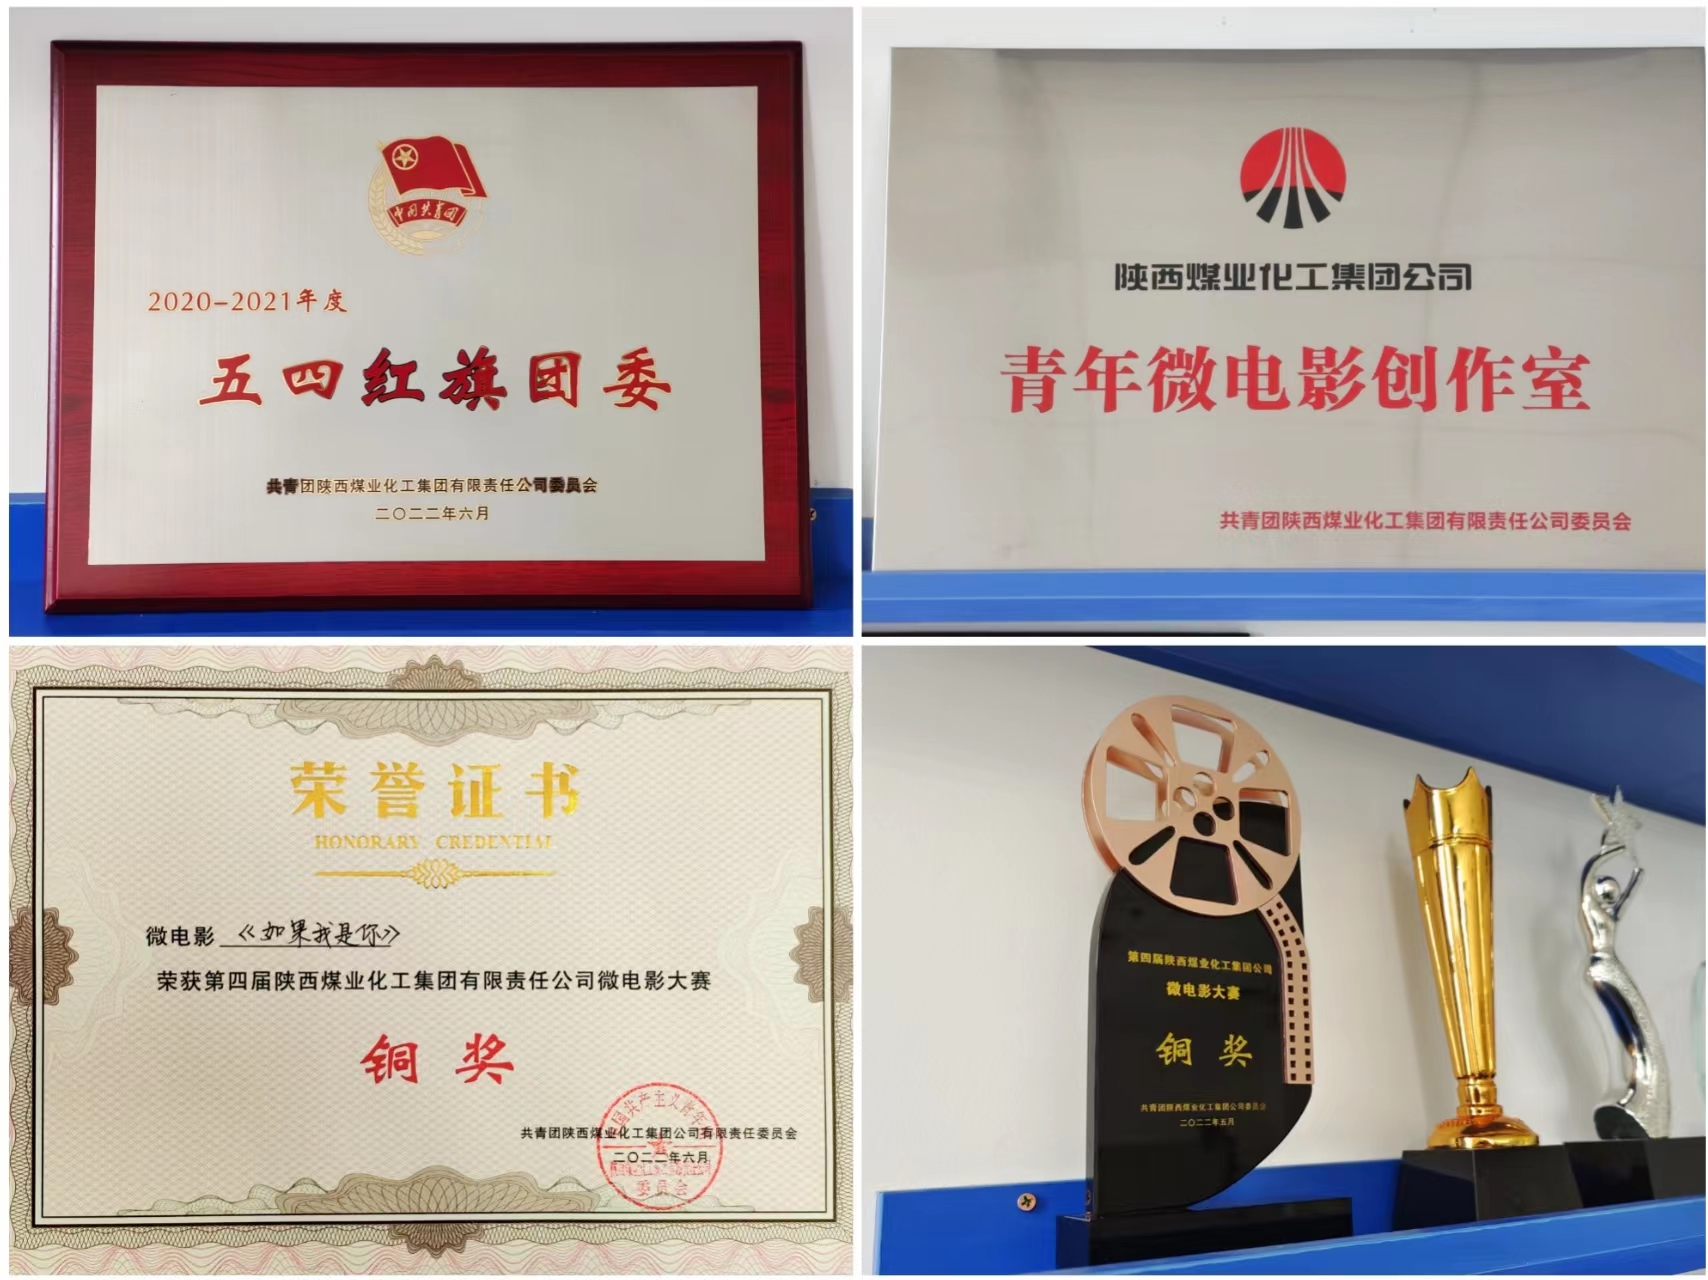 中国共青团
2020-2021年度
五四红旗团委
共青团陕西煤业化工集团有限责任公司委员会
二〇二二年六月
陕西煤业化工集团公司
青年微电影创作室
共青团陕西煤业化工集团有限责任公司委员会
荣誉证书
HONORARY CREDENTIAL
微电影《如果我是你》
荣获第四届陕西煤业化工集团有限责任公司微电影大赛
铜奖
共青团陕西煤业化工集团公司有限责任委员会
二〇二二年六月
委员会
第四届陕西煤业化工集团公司
微电影大赛
铜奖
共青团陕西煤业化工集团公司委员会
二〇二二年五月